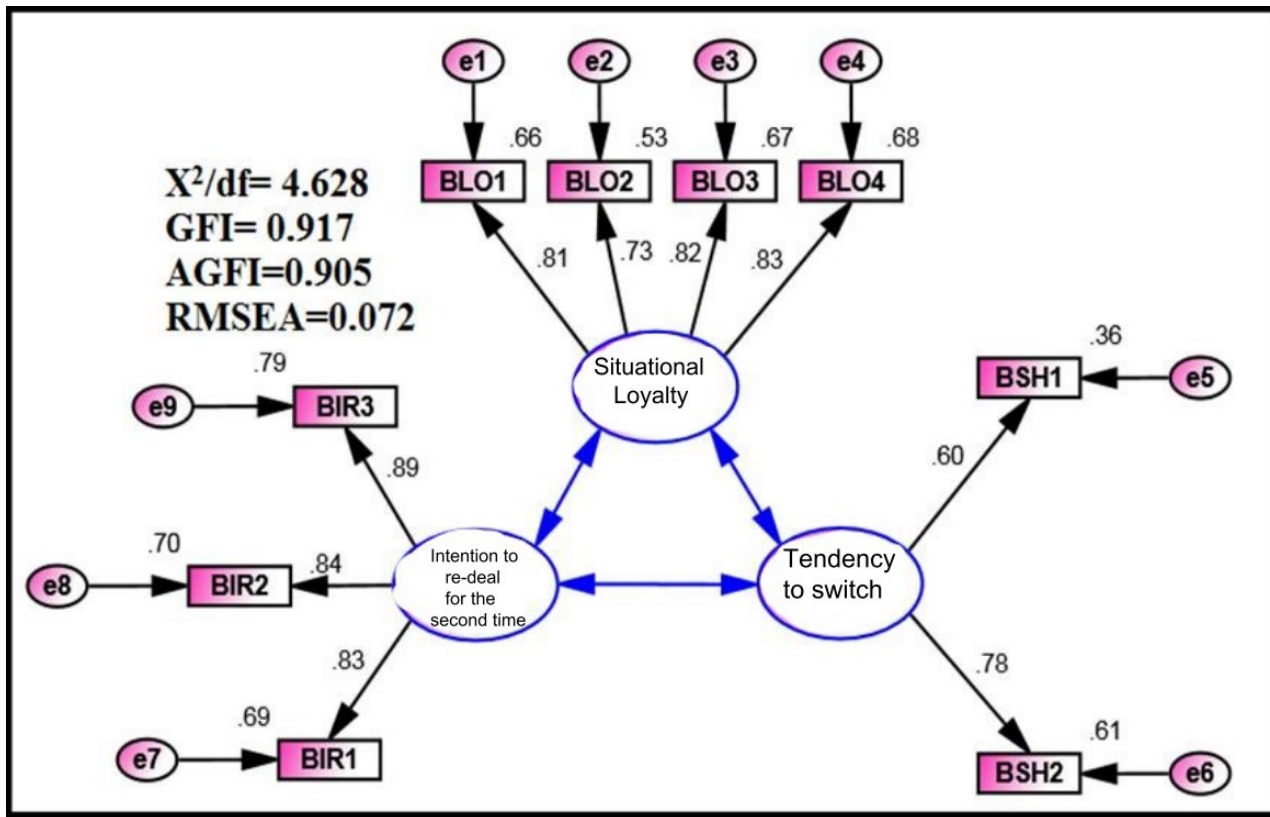 e1 e2 e3 e4
.66 .53 .67 .68
BLO1 BLO2 BLO3 BLO4
X²/df= 4.628
GFI= 0.917
AGFI=0.905
RMSEA=0.072
.81 .73 .82 .83
Situational
Loyalty
.79
e9 BIR3
.89
.36
BSH1 e5
.60
.70
e8 BIR2 .84
Intention to
re-deal
for the
second time
Tendency
to switch
.83
.78
.69
e7 BIR1
.61
BSH2 e6